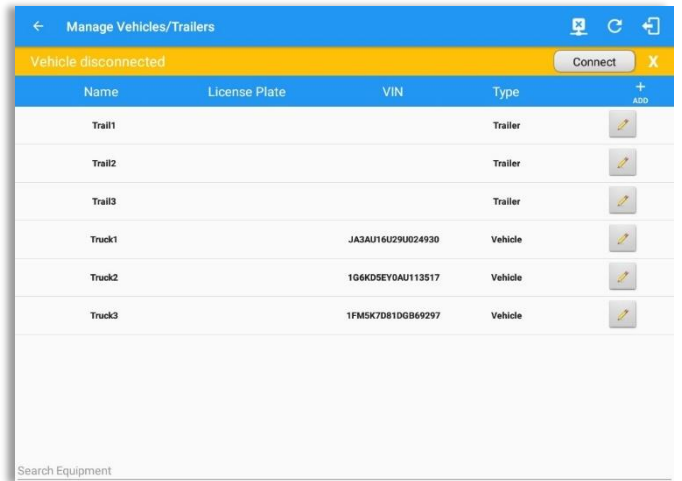 Manage Vehicles/Trailers
Vehicle disconnected Connect X
Name License Plate VIN Type + ADD
Trail1 Trailer
Trail2 Trailer
Trail3 Trailer
Truck1 JA3AU16U29U024930 Vehicle
Truck2 1G6KD5EY0AU113517 Vehicle
Truck3 1FM5K7D81DGB69297 Vehicle
Search Equipment